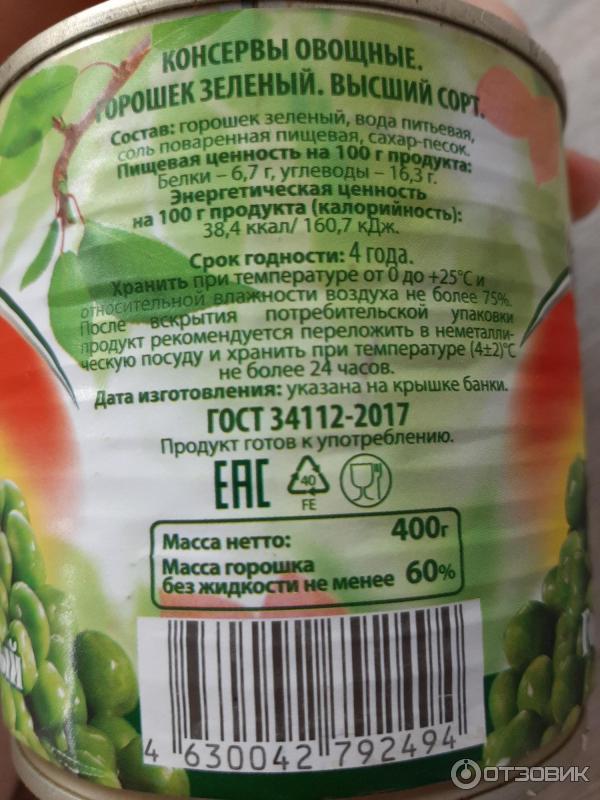 КОНСЕРВЫ ОВОЩНЫЕ.
ГОРОШЕК ЗЕЛЕНЫЙ. ВЫСШИЙ СОРТ.
Состав: горошек зеленый, вода питьевая,
соль поваренная пищевая, сахар-песок.
Пищевая ценность на 100 г продукта:
Белки – 6,7 г, углеводы – 16,3 г.
Энергетическая ценность
на 100 г продукта (калорийность):
38,4 ккал/ 160,7 кДж.
Срок годности: 4 года.
Хранить при температуре от 0 до +25°С и
относительной влажности воздуха не более 75%.
После вскрытия потребительской упаковки
продукт рекомендуется переложить в неметалли-
ческую посуду и хранить при температуре (4±2)°С
не более 24 часов.
Дата изготовления: указана на крышке банки.
ГОСТ 34112-2017
Продукт готов к употреблению.
ЕАС
40
FE
Масса нетто: 400г
Масса горошка
без жидкости не менее 60%
4 630042 792494
ОТЗОВИК